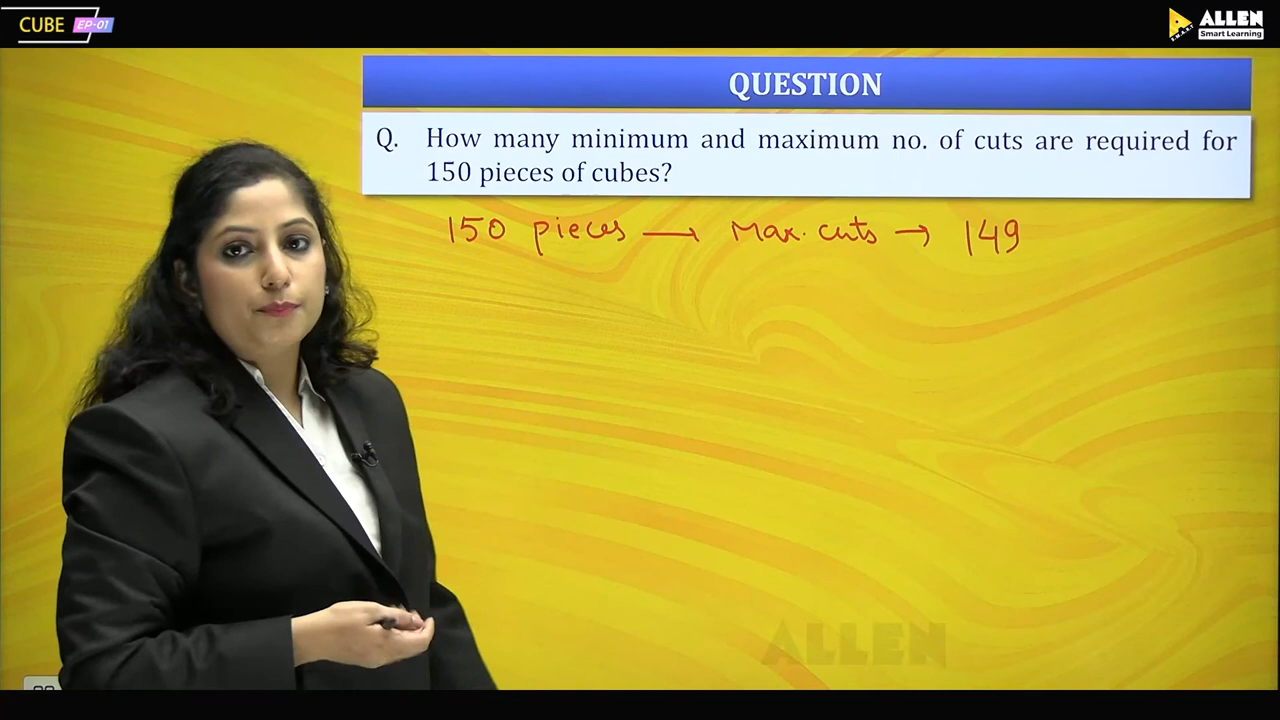 CUBE EP-01
ALLEN
Smart Learning
QUESTION
Q. How many minimum and maximum no. of cuts are required for
150 pieces of cubes?
150 pieces → Max. cuts → 149
ALLEN